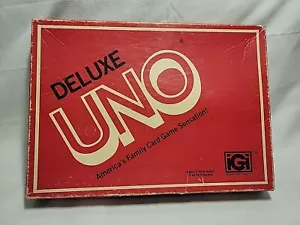 DELUXE
UNO
America's Family Card Game Sensation!
iGi